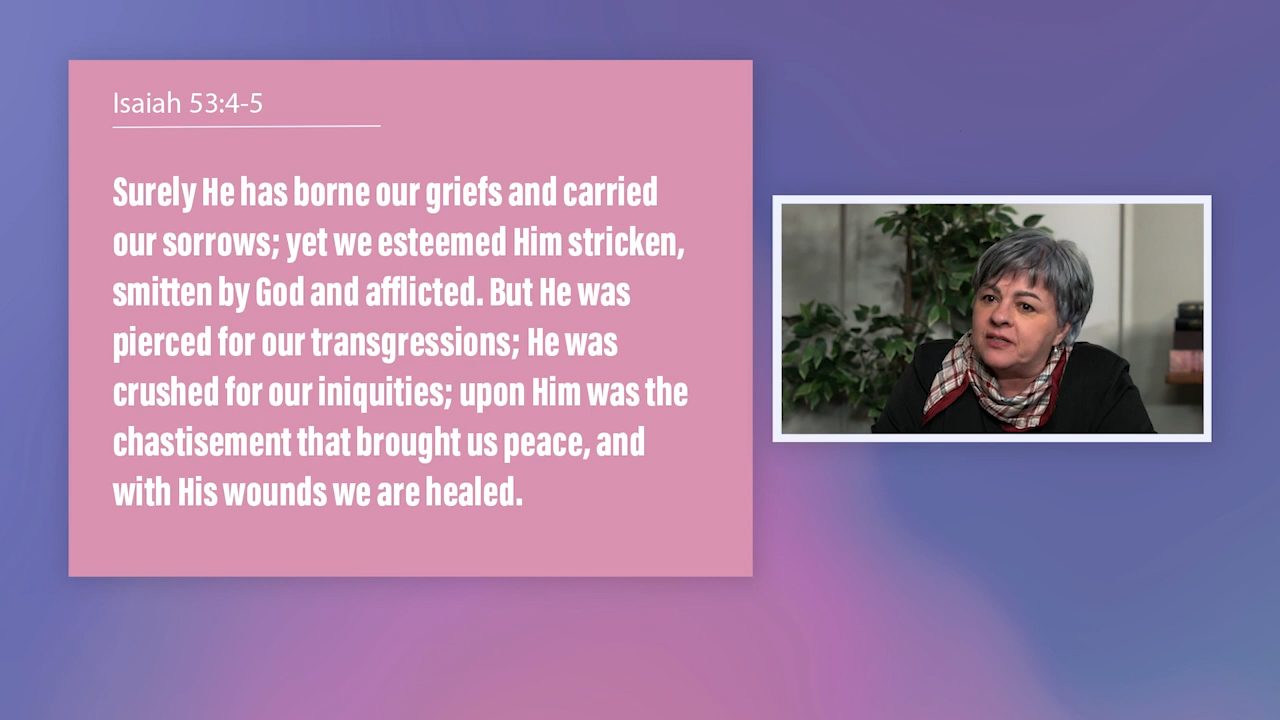 Isaiah 53:4-5
Surely He has borne our griefs and carried
our sorrows; yet we esteemed Him stricken,
smitten by God and afflicted. But He was
pierced for our transgressions; He was
crushed for our iniquities; upon Him was the
chastisement that brought us peace, and
with His wounds we are healed.